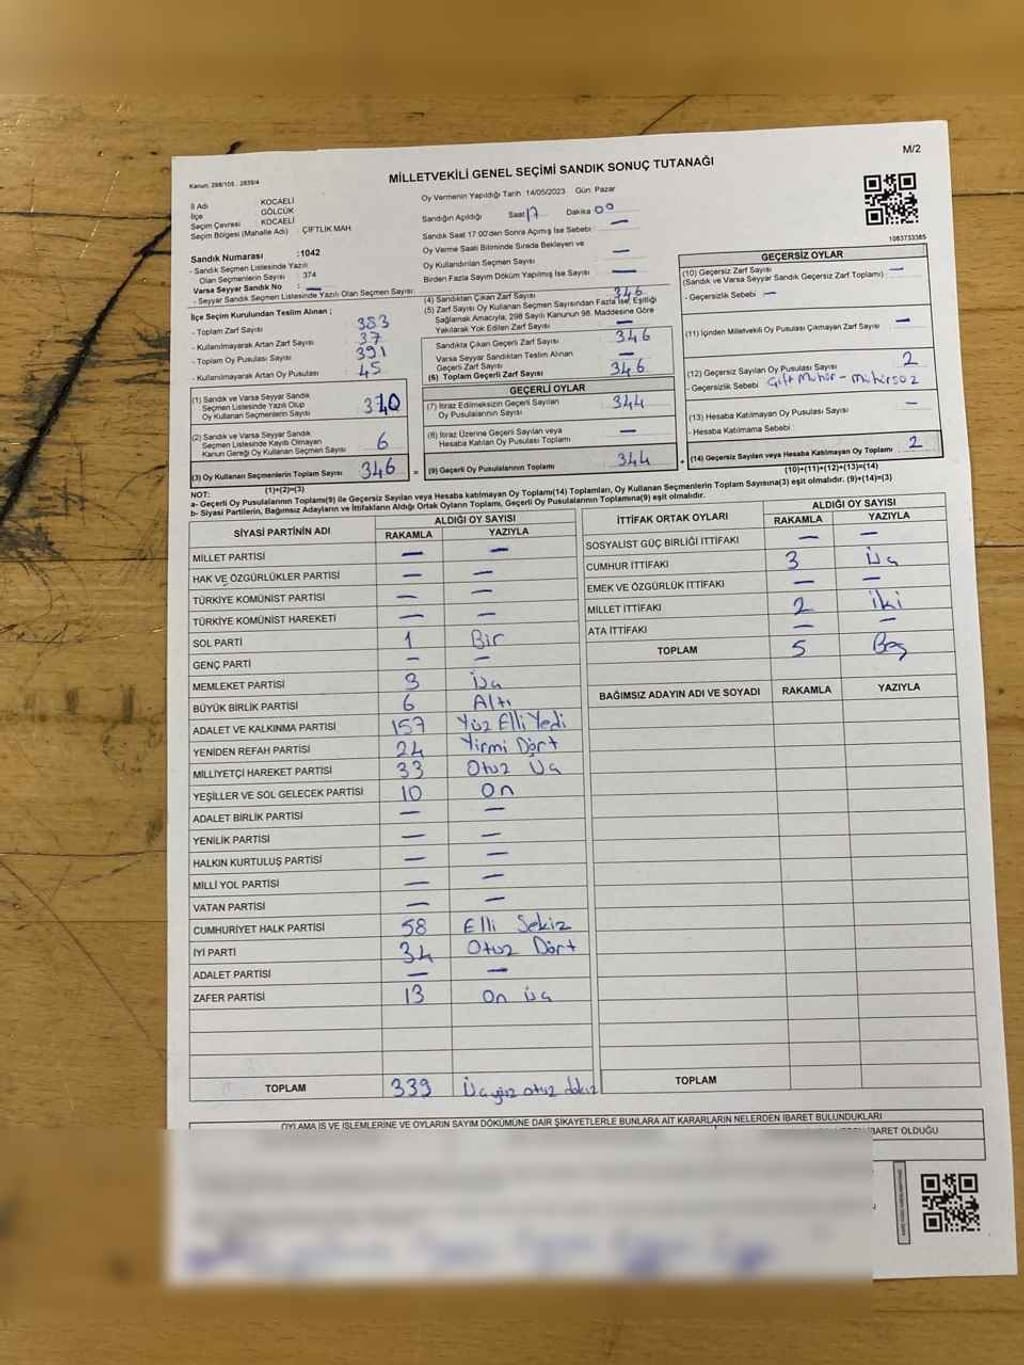 M/2
Kanun: 298/105 - 2839/4
MİLLETVEKİLİ GENEL SEÇİMİ SANDIK SONUÇ TUTANAĞI
İl Adı KOCAELİ
İlçe GÖLCÜK
Seçim Çevresi KOCAELİ
Seçim Bölgesi (Mahalle Adı) ÇİFTLİK MAH
Sandık Numarası :1042
- Sandık Seçmen Listesinde Yazılı
Olan Seçmenlerin Sayısı : 374
Varsa Seyyar Sandık No : —
- Seyyar Sandık Seçmen Listesinde Yazılı Olan Seçmen Sayısı:
Oy Vermenin Yapıldığı Tarih :14/05/2023 Gün: Pazar
Sandığın Açıldığı Saat 17 Dakika 00
Sandık Saat 17:00'den Sonra Açımış İse Sebebi : —
Oy Verme Saati Bitiminde Sırada Bekleyen ve
Oy Kullandırılan Seçmen Sayısı —
Birden Fazla Sayım Döküm Yapılmış İse Sayısı —
1083753385
İlçe Seçim Kurulundan Teslim Alınan ;
- Toplam Zarf Sayısı 383
- Kullanılmayarak Artan Zarf Sayısı 37
- Toplam Oy Pusulası Sayısı 391
- Kullanılmayarak Artan Oy Pusulası 45
(1) Sandık ve Varsa Seyyar Sandık
Seçmen Listesinde Yazılı Olup
Oy Kullanan Seçmenlerin Sayısı 340
(2) Sandık ve Varsa Seyyar Sandık
Seçmen Listesinde Kayıtlı Olmayan
Kanun Gereği Oy Kullanan Seçmen Sayısı 6
(3) Oy Kullanan Seçmenlerin Toplam Sayısı 346
(1)+(2)=(3)
(4) Sandıktan Çıkan Zarf Sayısı 346
(5) Zarf Sayısı Oy Kullanan Seçmen Sayısından Fazla İse, Eşitliği
Sağlamak Amacıyla, 298 Sayılı Kanunun 98. Maddesine Göre
Yakılarak Yok Edilen Zarf Sayısı —
Sandıkta Çıkan Geçerli Zarf Sayısı 346
Varsa Seyyar Sandıktan Teslim Alınan
Geçerli Zarf Sayısı —
(6) Toplam Geçerli Zarf Sayısı 346
GEÇERLİ OYLAR
(7) İtiraz Edilmeksizin Geçerli Sayılan
Oy Pusulalarının Sayısı 344
(8) İtiraz Üzerine Geçerli Sayılan veya
Hesaba Katılan Oy Pusulası Toplamı —
= (9) Geçerli Oy Pusulalarının Toplamı 344
GEÇERSİZ OYLAR
(10) Geçersiz Zarf Sayısı —
(Sandık ve Varsa Seyyar Sandık Geçersiz Zarf Toplamı)
- Geçersizlik Sebebi —
(11) İçinden Milletvekili Oy Pusulası Çıkmayan Zarf Sayısı —
(12) Geçersiz Sayılan Oy Pusulası Sayısı 2
- Geçersizlik Sebebi Çift Mühür - mühürsüz
(13) Hesaba Katılmayan Oy Pusulası Sayısı —
- Hesaba Katılmama Sebebi :
+ (14) Geçersiz Sayılan veya Hesaba Katılmayan Oy Toplamı 2
(10)+(11)+(12)+(13)=(14)
NOT:
a- Geçerli Oy Pusulalarının Toplamı(9) ile Geçersiz Sayılan veya Hesaba katılmayan Oy Toplamı(14) Toplamları, Oy Kullanan Seçmenlerin Toplam Sayısına(3) eşit olmalıdır. (9)+(14)=(3)
b- Siyasi Partilerin, Bağımsız Adayların ve İttifakların Aldığı Ortak Oyların Toplamı, Geçerli Oy Pusulalarının Toplamına(9) eşit olmalıdır.
SİYASİ PARTİNİN ADI ALDIĞI OY SAYISI
RAKAMLA YAZIYLA
MİLLET PARTİSİ — —
HAK VE ÖZGÜRLÜKLER PARTİSİ — —
TÜRKİYE KOMÜNİST PARTİSİ — —
TÜRKİYE KOMÜNİST HAREKETİ — —
SOL PARTİ 1 Bir
GENÇ PARTİ — —
MEMLEKET PARTİSİ 3 Üç
BÜYÜK BİRLİK PARTİSİ 6 Altı
ADALET VE KALKINMA PARTİSİ 157 Yüz Elli Yedi
YENİDEN REFAH PARTİSİ 24 Yirmi Dört
MİLLİYETÇİ HAREKET PARTİSİ 33 Otuz Üç
YEŞİLLER VE SOL GELECEK PARTİSİ 10 On
ADALET BİRLİK PARTİSİ — —
YENİLİK PARTİSİ — —
HALKIN KURTULUŞ PARTİSİ — —
MİLLİ YOL PARTİSİ — —
VATAN PARTİSİ — —
CUMHURİYET HALK PARTİSİ 58 Elli Sekiz
İYİ PARTİ 34 Otuz Dört
ADALET PARTİSİ — —
ZAFER PARTİSİ 13 On Üç
TOPLAM 339 Üçyüz otuz dokuz
İTTİFAK ORTAK OYLARI ALDIĞI OY SAYISI
RAKAMLA YAZIYLA
SOSYALİST GÜÇ BİRLİĞİ İTTİFAKI — —
CUMHUR İTTİFAKI 3 Üç
EMEK VE ÖZGÜRLÜK İTTİFAKI — —
MİLLET İTTİFAKI 2 İki
ATA İTTİFAKI — —
TOPLAM 5 Beş
BAĞIMSIZ ADAYIN ADI VE SOYADI RAKAMLA YAZIYLA
TOPLAM
OYLAMA İŞ VE İŞLEMLERİNE VE OYLARIN SAYIM DÖKÜMÜNE DAİR ŞİKAYETLERLE BUNLARA AİT KARARLARIN NELERDEN İBARET BULUNDUKLARI
İBARET OLDUĞU